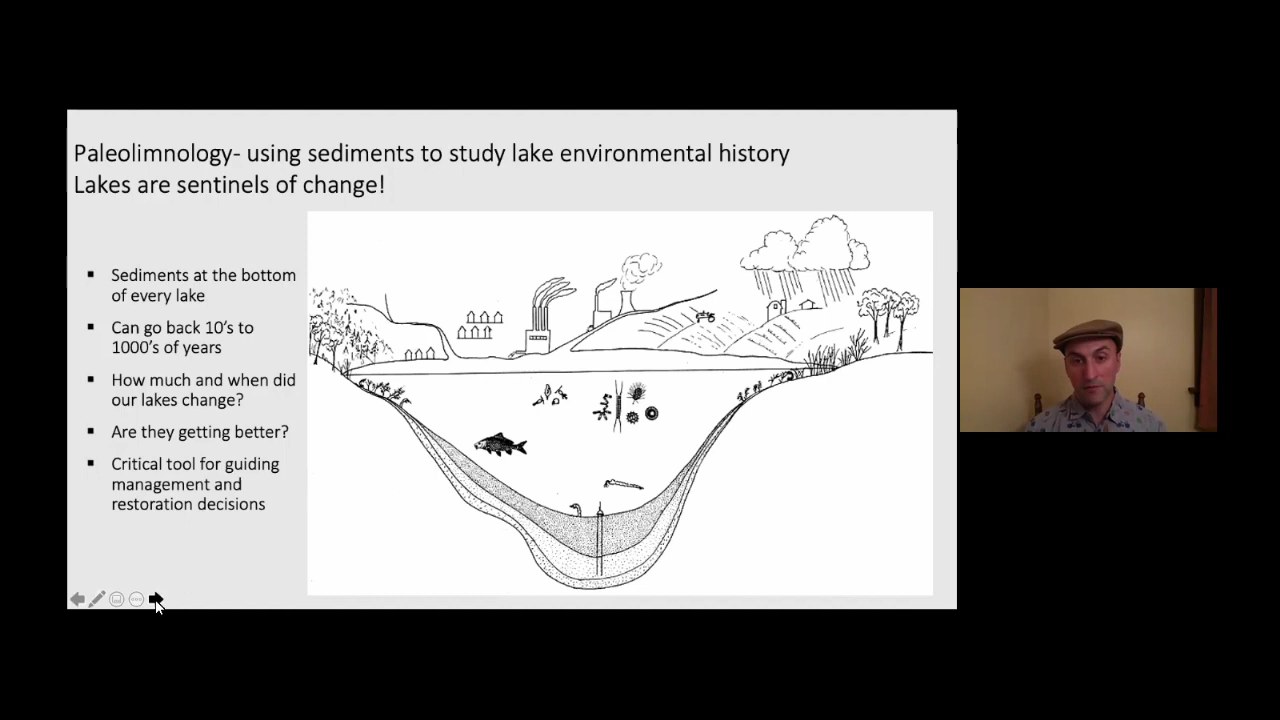 Paleolimnology- using sediments to study lake environmental history
Lakes are sentinels of change!
Sediments at the bottom
of every lake
Can go back 10's to
1000's of years
How much and when did
our lakes change?
Are they getting better?
Critical tool for guiding
management and
restoration decisions